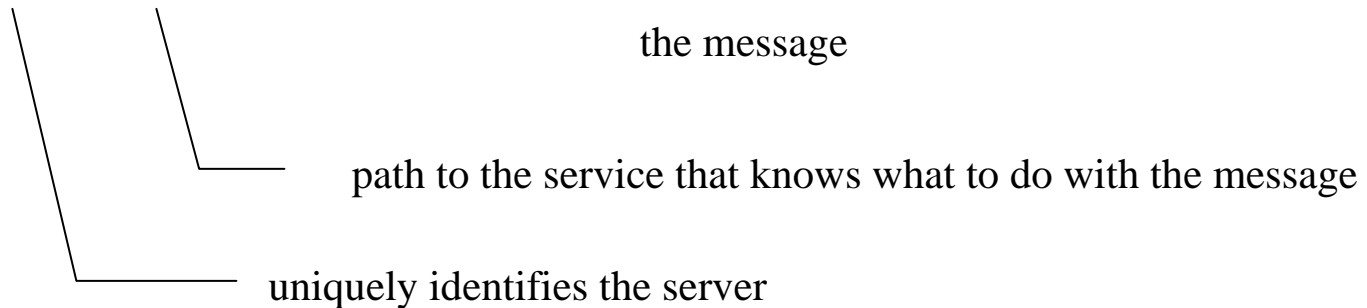 the message
path to the service that knows what to do with the message
uniquely identifies the server